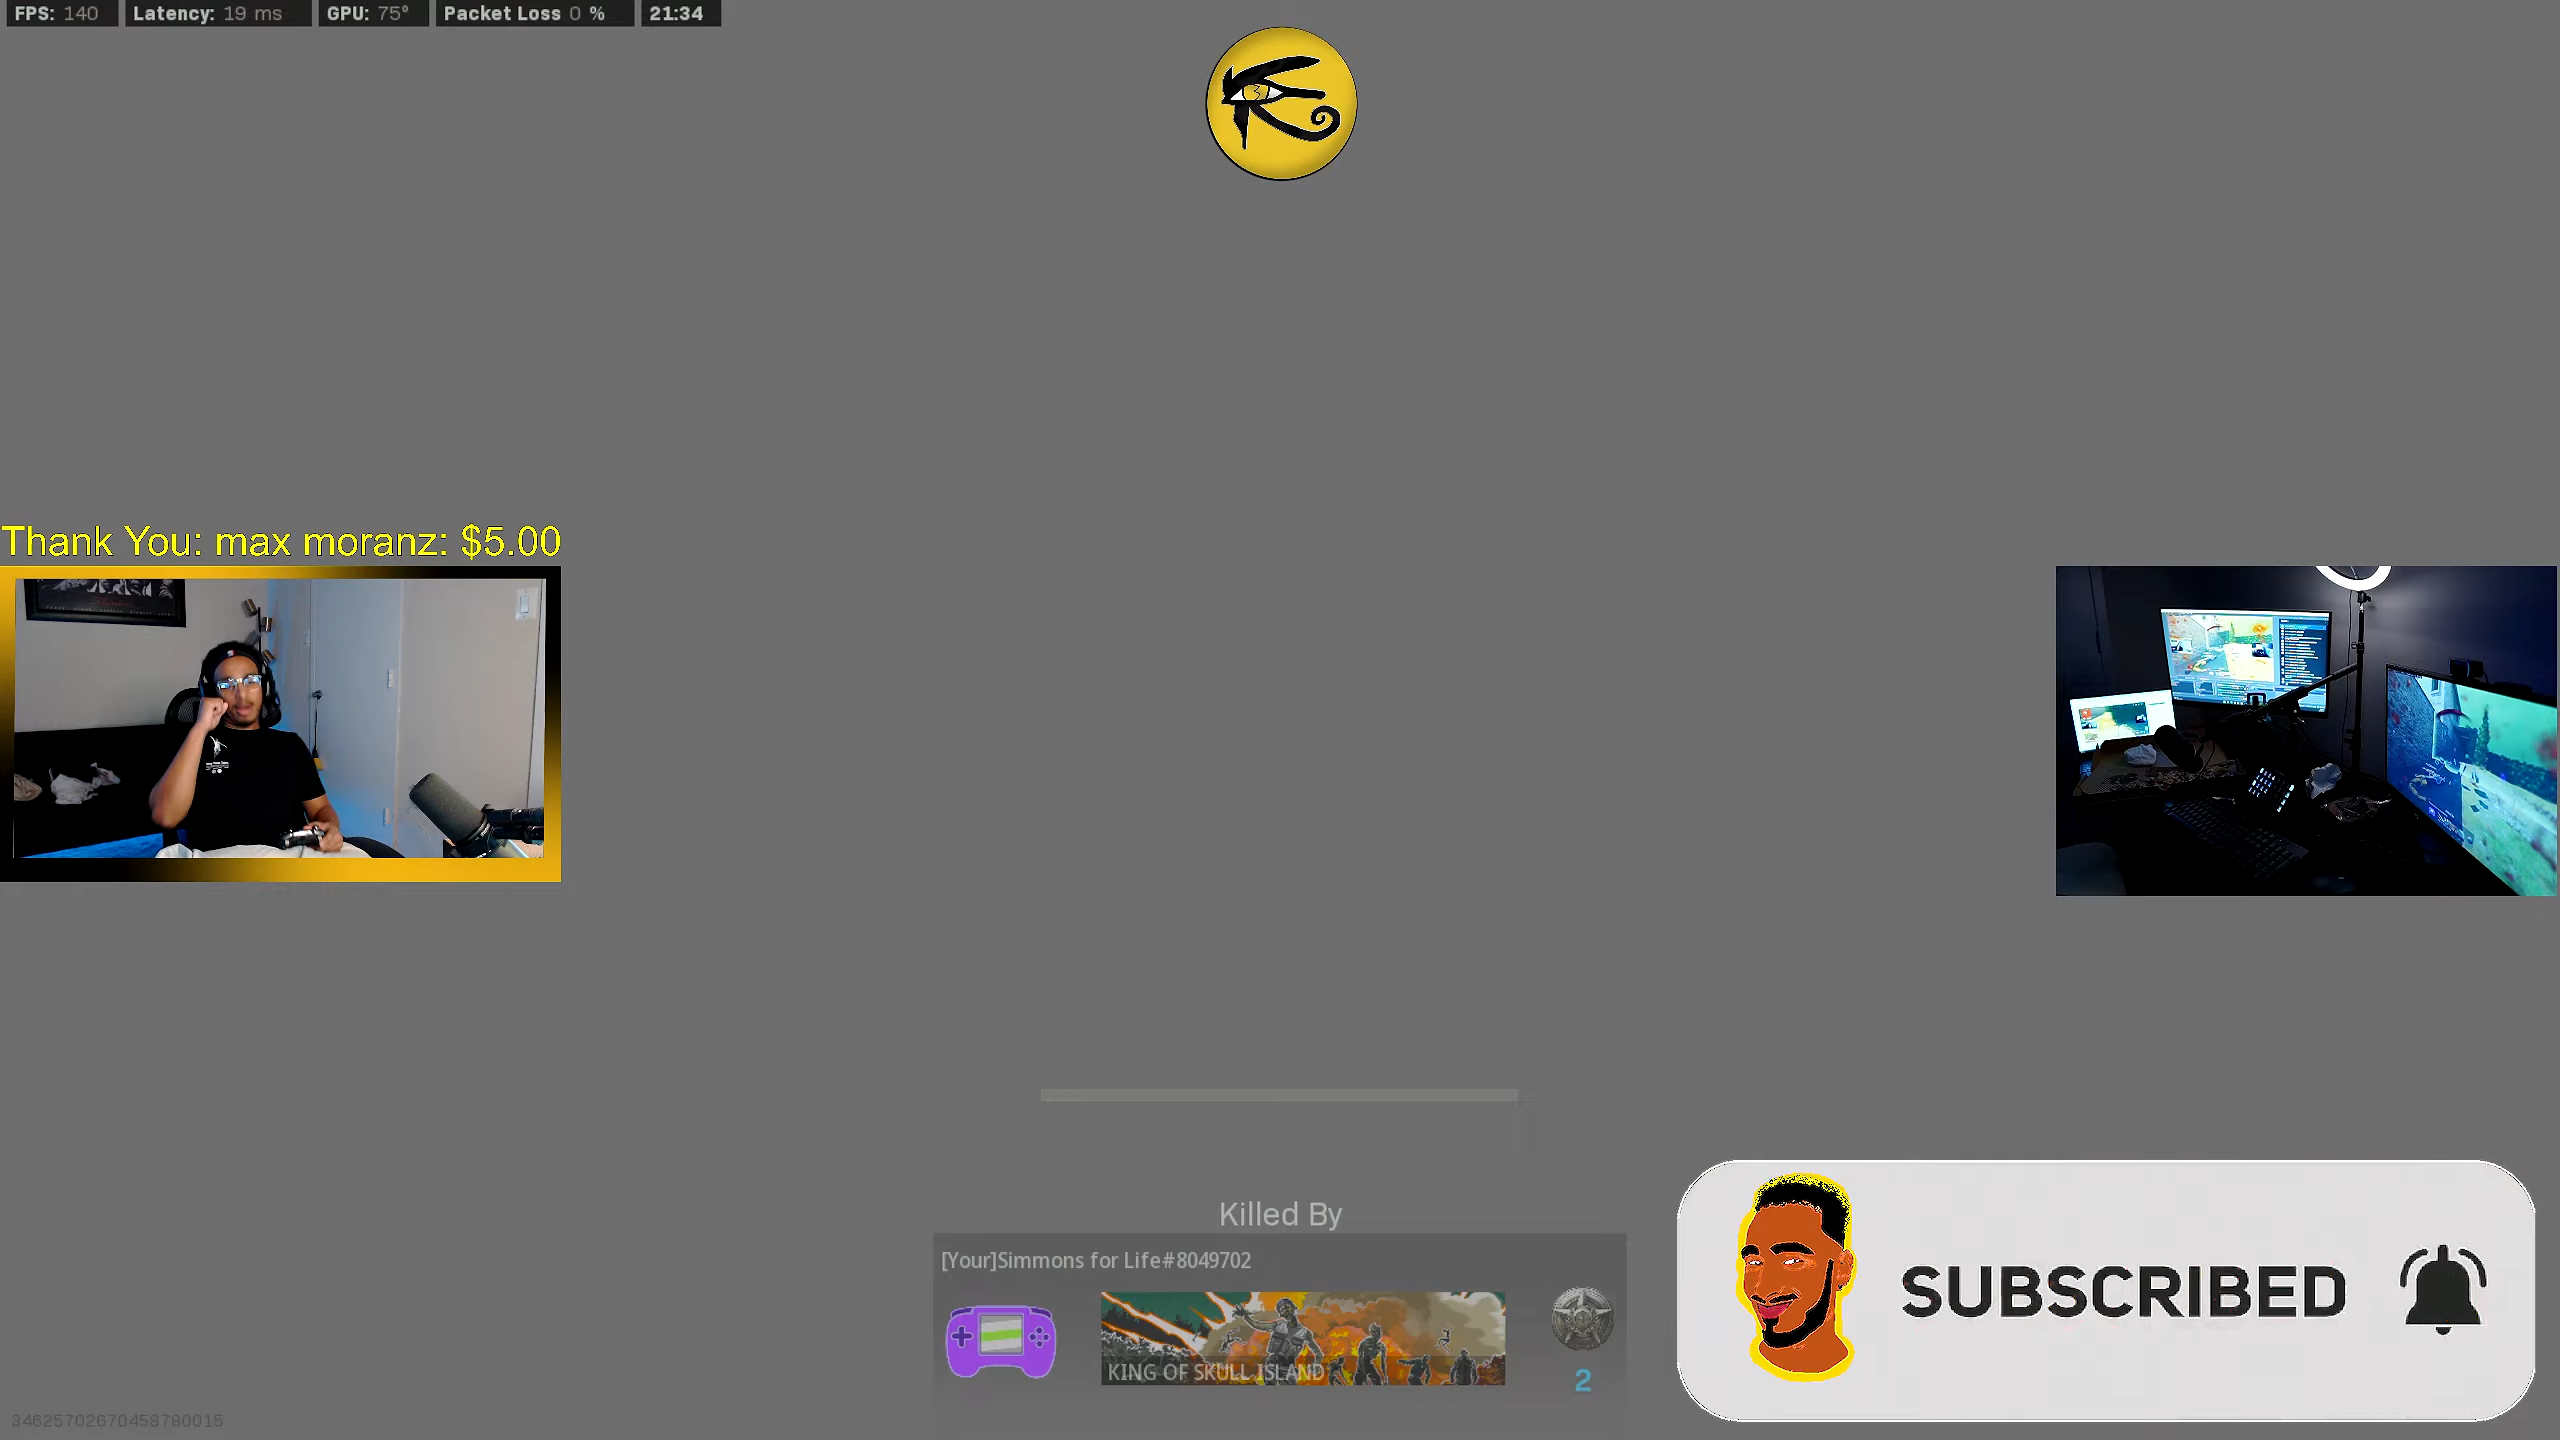 FPS: 140 Latency: 19 ms GPU: 75° Packet Loss 0 % 21:34
Thank You: max moranz: $5.00
Killed By
[Your]Simmons for Life#8049702
KING OF SKULL ISLAND
2
SUBSCRIBED
34625702670458780015